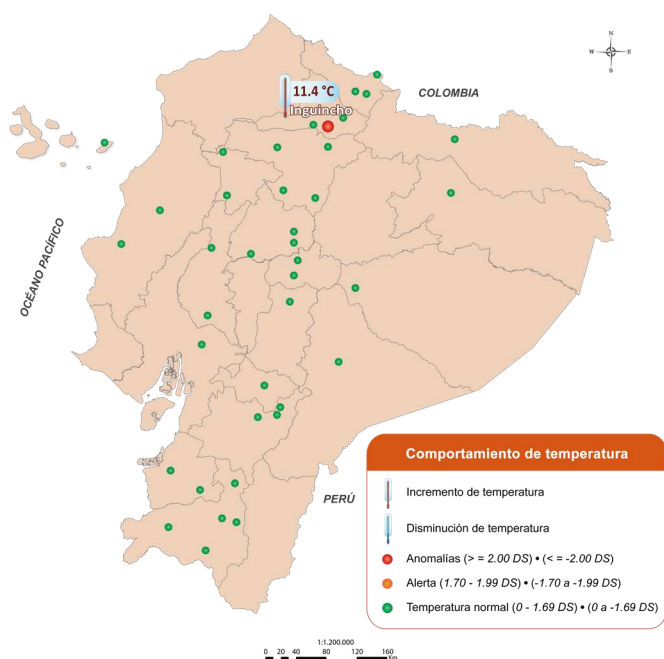 N
W E
S
COLOMBIA
11.4 °C
Inguincho
OCÉANO PACÍFICO
PERÚ
Comportamiento de temperatura
Incremento de temperatura
Disminución de temperatura
Anomalías (> = 2.00 DS) • (< = -2.00 DS)
Alerta (1.70 - 1.99 DS) • (-1.70 a -1.99 DS)
Temperatura normal (0 - 1.69 DS) • (0 a -1.69 DS)
1:1.200.000
0 20 40 80 120 160
Km